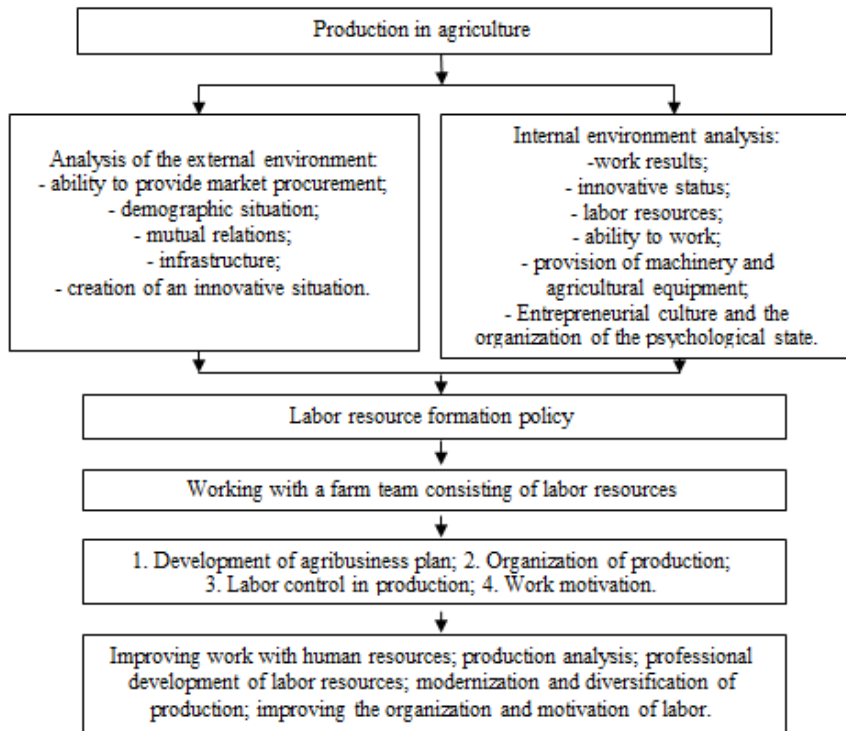 Production in agriculture
Analysis of the external environment:
- ability to provide market procurement;
- demographic situation;
- mutual relations;
- infrastructure;
- creation of an innovative situation.
Internal environment analysis:
-work results;
- innovative status;
- labor resources;
- ability to work;
- provision of machinery and
agricultural equipment;
- Entrepreneurial culture and the
organization of the psychological state.
Labor resource formation policy
Working with a farm team consisting of labor resources
1. Development of agribusiness plan; 2. Organization of production;
3. Labor control in production; 4. Work motivation.
Improving work with human resources; production analysis; professional
development of labor resources; modernization and diversification of
production; improving the organization and motivation of labor.